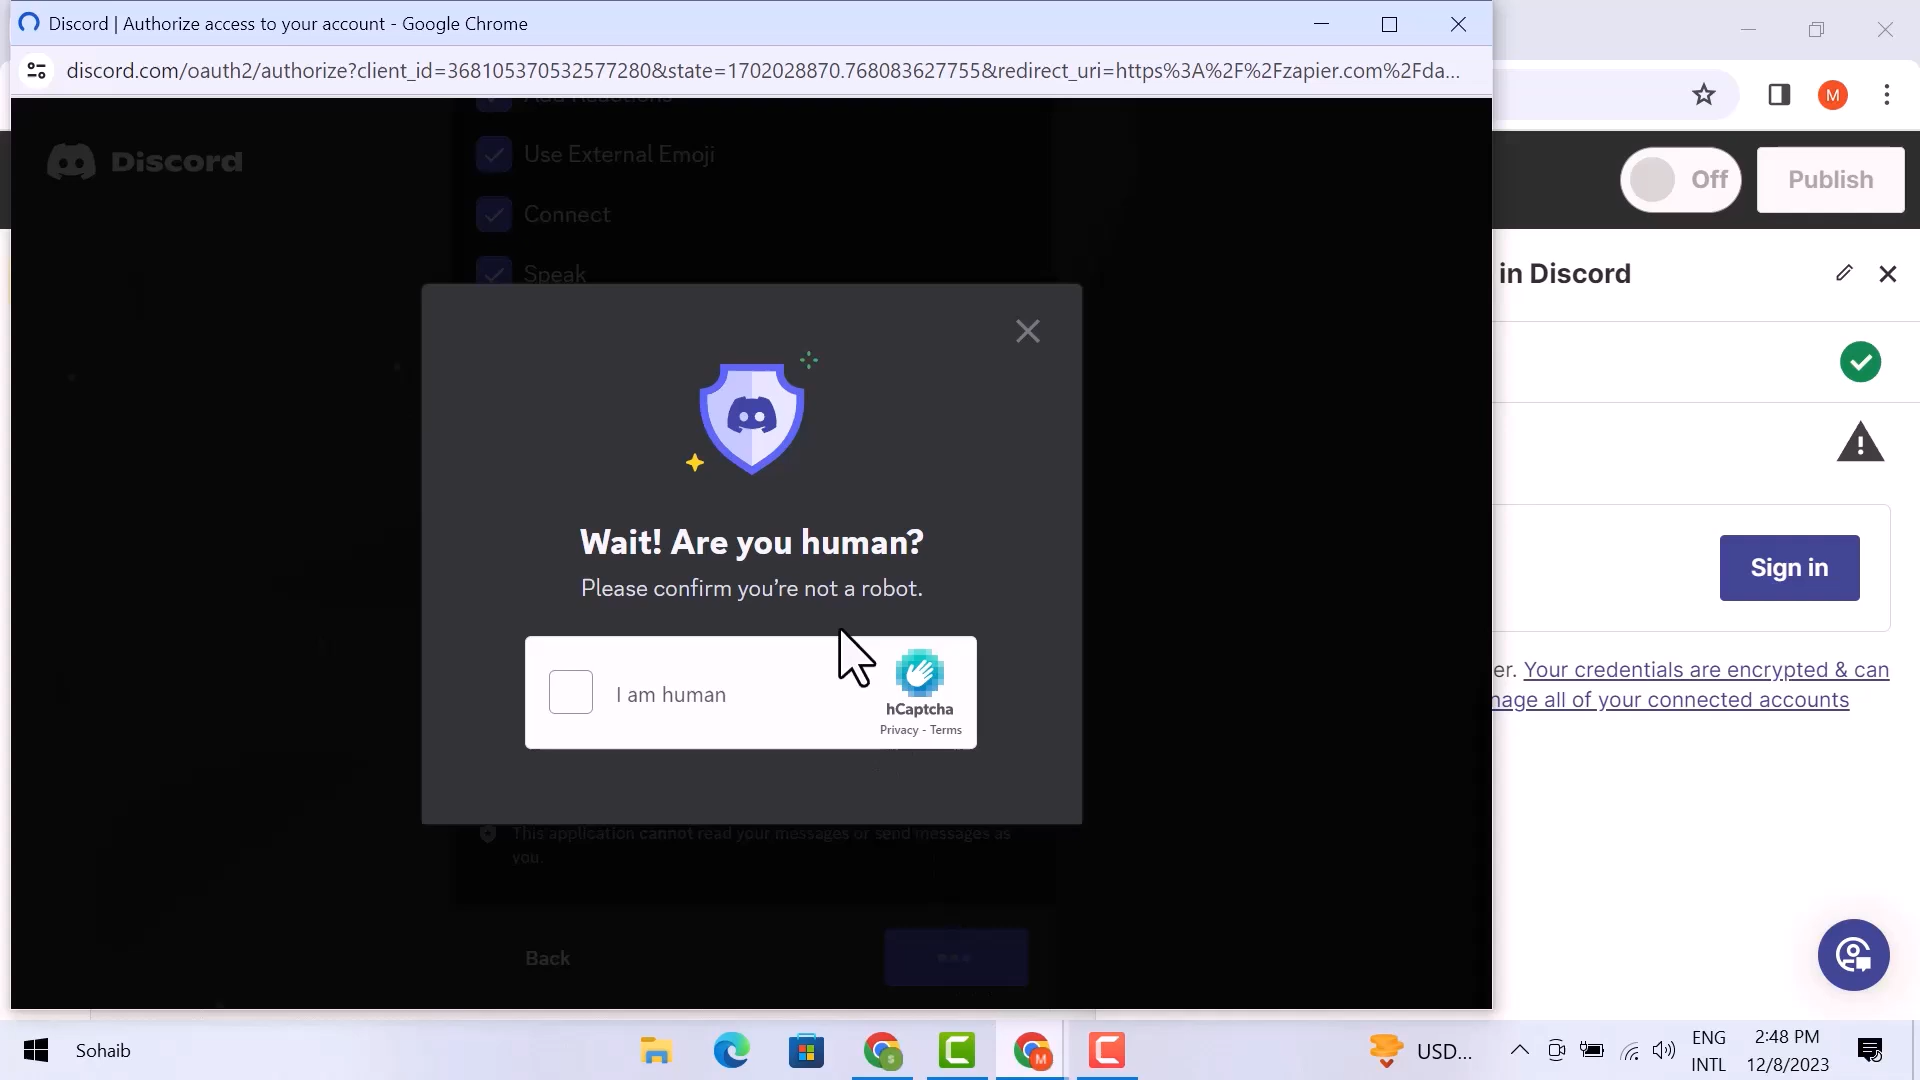 Discord | Authorize access to your account - Google Chrome
discord.com/oauth2/authorize?client_id=368105370532577280&state=1702028870.768083627755&redirect_uri=https%3A%2F%2Fzapier.com%2Fda...
M
Discord
Add Reactions
Use External Emoji
Connect
Speak
Off
Publish
in Discord
Wait! Are you human?
Please confirm you're not a robot.
I am human
hCaptcha
Privacy - Terms
Sign in
er. Your credentials are encrypted & can
nage all of your connected accounts
This application cannot read your messages or send messages as
you.
Back
Sohaib
S
M
USD...
ENG
INTL
2:48 PM
12/8/2023